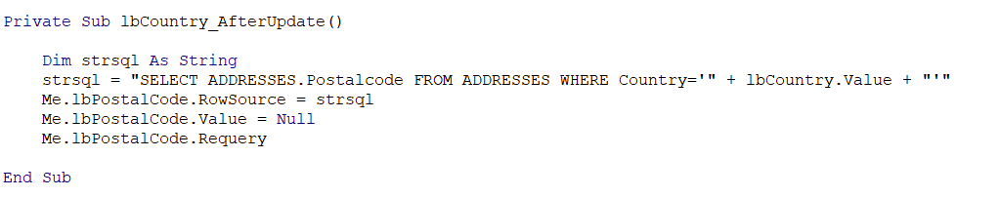 Private Sub lbCountry_AfterUpdate()
Dim strsql As String
strsql = "SELECT ADDRESSES.Postalcode FROM ADDRESSES WHERE Country='" + lbCountry.Value + "'"
Me.lbPostalCode.RowSource = strsql
Me.lbPostalCode.Value = Null
Me.lbPostalCode.Requery
End Sub